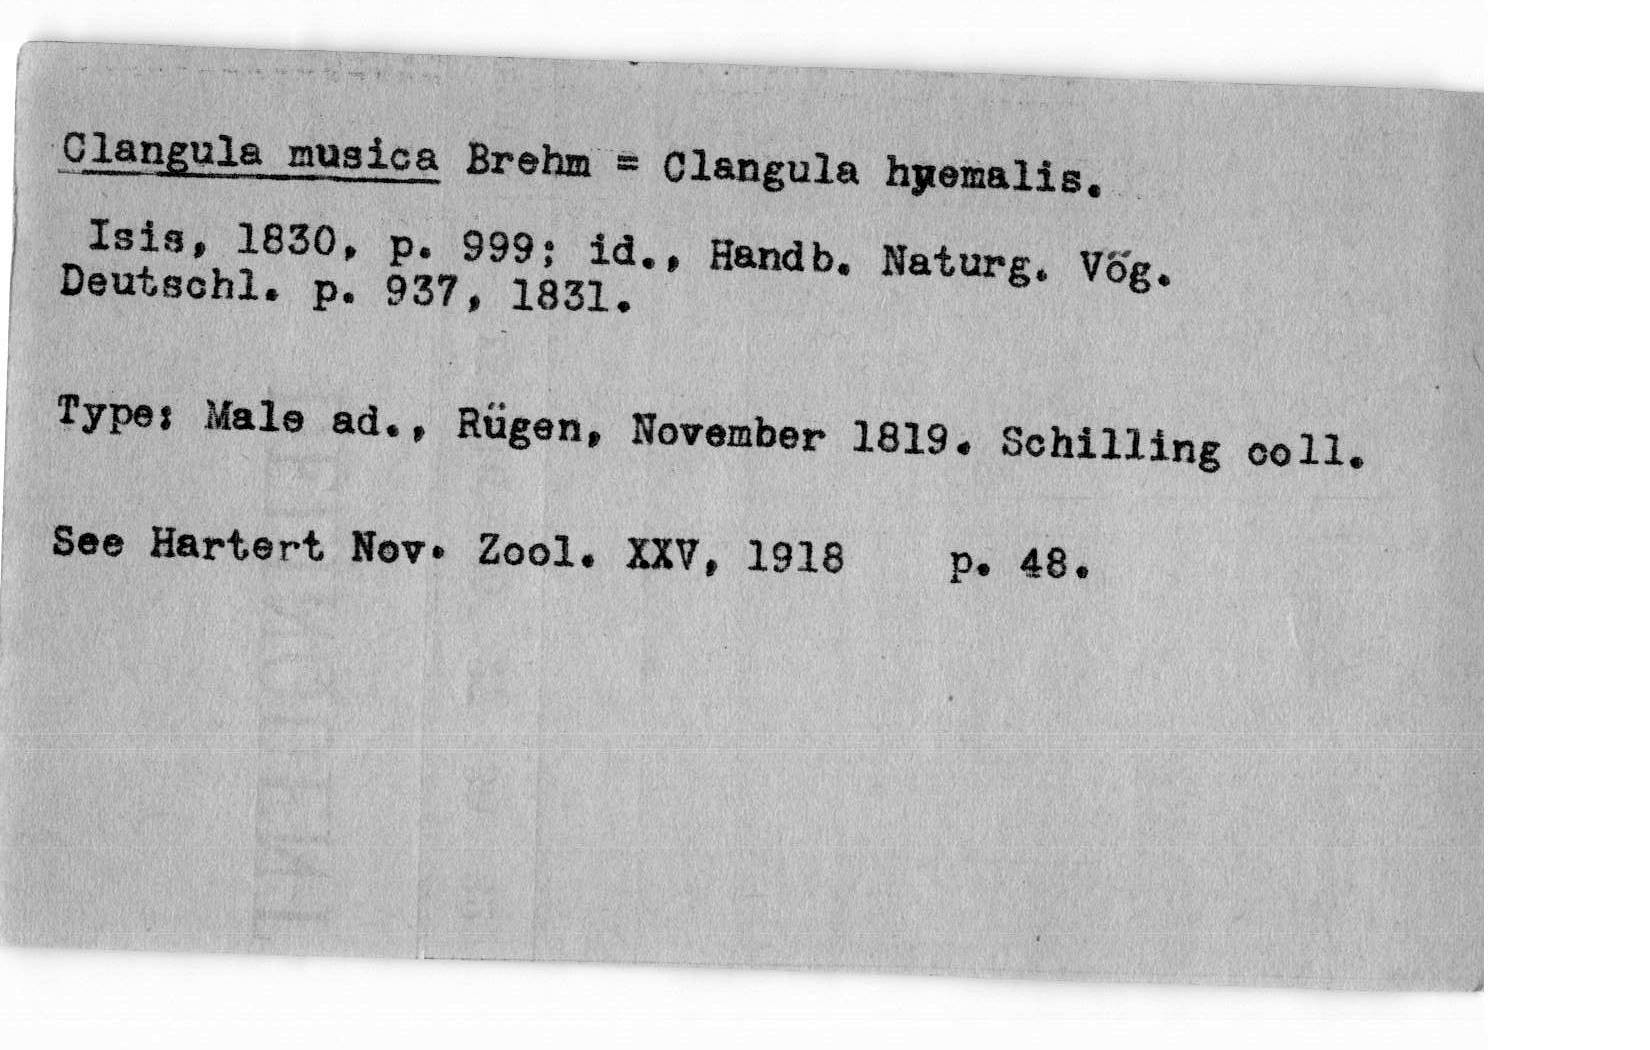 Clangula musica Brehm = Clangula hyemalis.
Isis, 1830, p. 999; id., Handb. Naturg. Vög.
Deutschl. p. 937, 1831.
Type: Male ad., Rügen, November 1819. Schilling coll.
See Hartert Nov. Zool. XXV, 1918 p. 48.